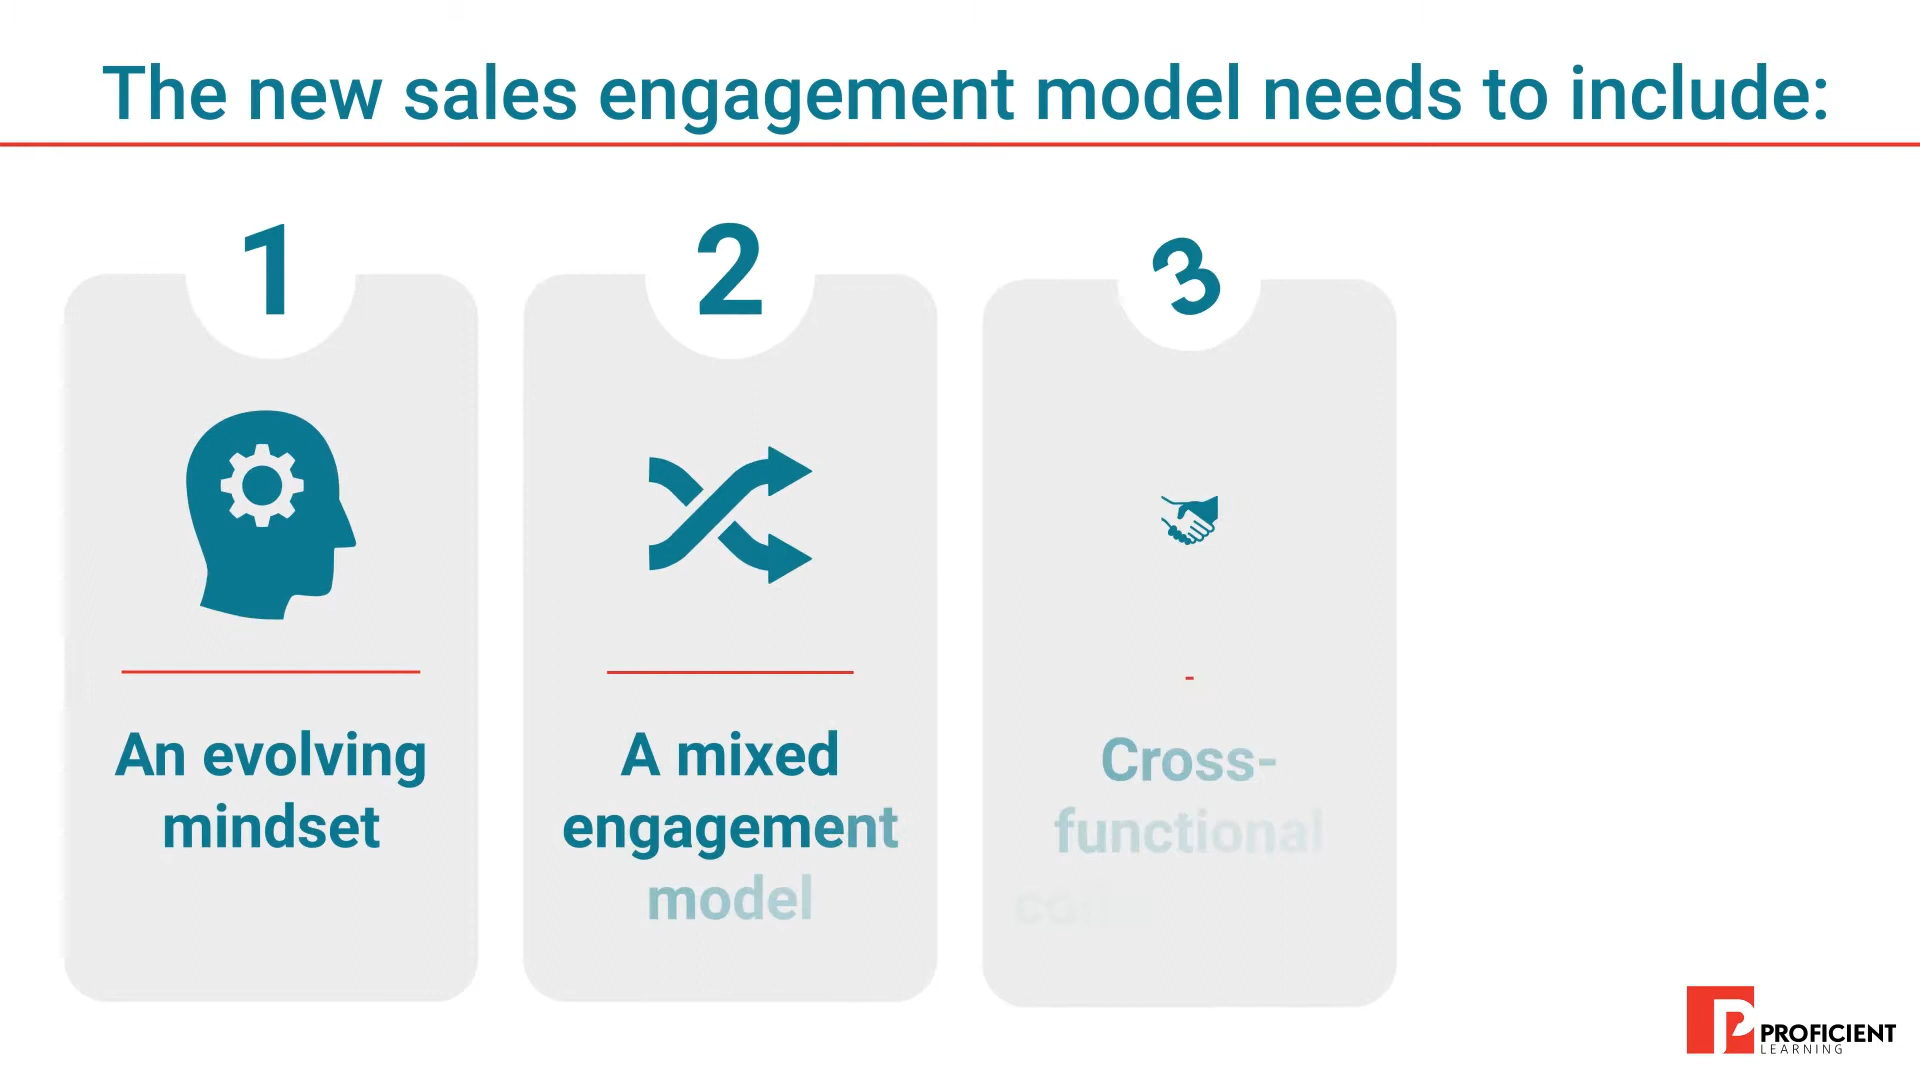 The new sales engagement model needs to include:
1
An evolving
mindset
2
A mixed
engagement
model
3
Cross-
functional
PROFICIENT
LEARNING